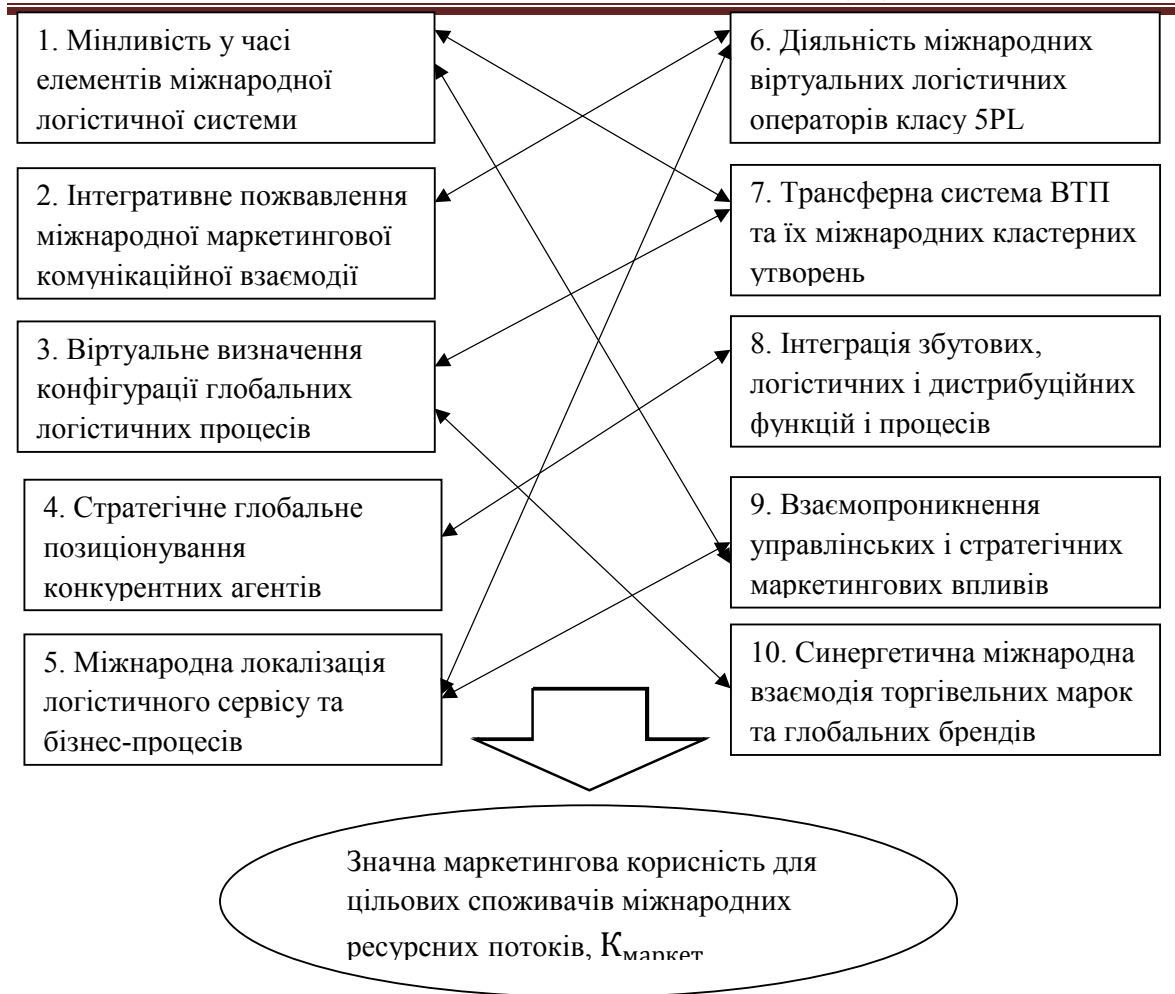 1. Мінливість у часі
елементів міжнародної
логістичної системи
2. Інтегративне пожвавлення
міжнародної маркетингової
комунікаційної взаємодії
3. Віртуальне визначення
конфігурації глобальних
логістичних процесів
4. Стратегічне глобальне
позиціонування
конкурентних агентів
5. Міжнародна локалізація
логістичного сервісу та
бізнес-процесів
6. Діяльність міжнародних
віртуальних логістичних
операторів класу 5PL
7. Трансферна система ВТП
та їх міжнародних кластерних
утворень
8. Інтеграція збутових,
логістичних і дистрибуційних
функцій і процесів
9. Взаємопроникнення
управлінських і стратегічних
маркетингових впливів
10. Синергетична міжнародна
взаємодія торгівельних марок
та глобальних брендів
Значна маркетингова корисність для
цільових споживачів міжнародних
ресурсних потоків, Kмаркет